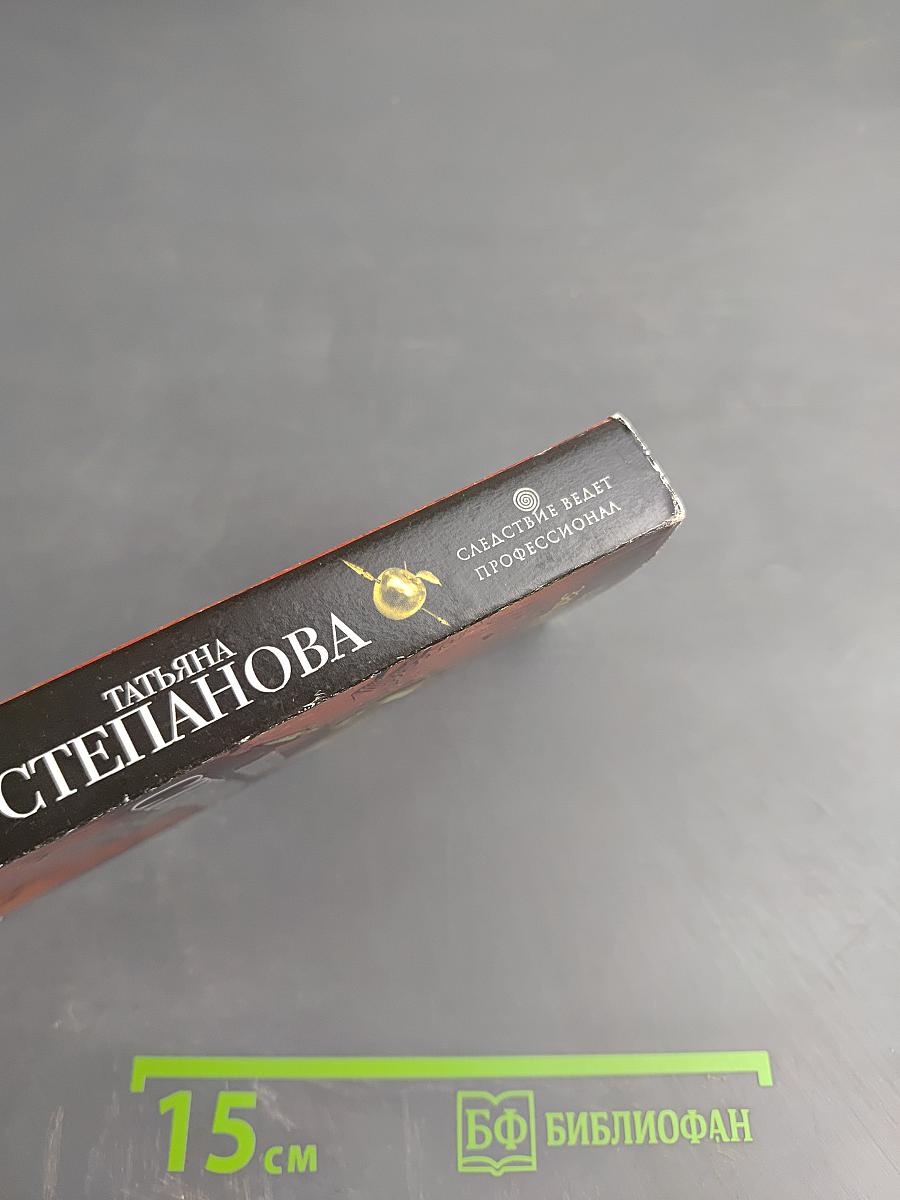 СЛЕДСТВИЕ ВЕДЕТ
ПРОФЕССИОНАЛ
ТАТЬЯНА
СТЕПАНОВА
15 см
БФ БИБЛИОФАН